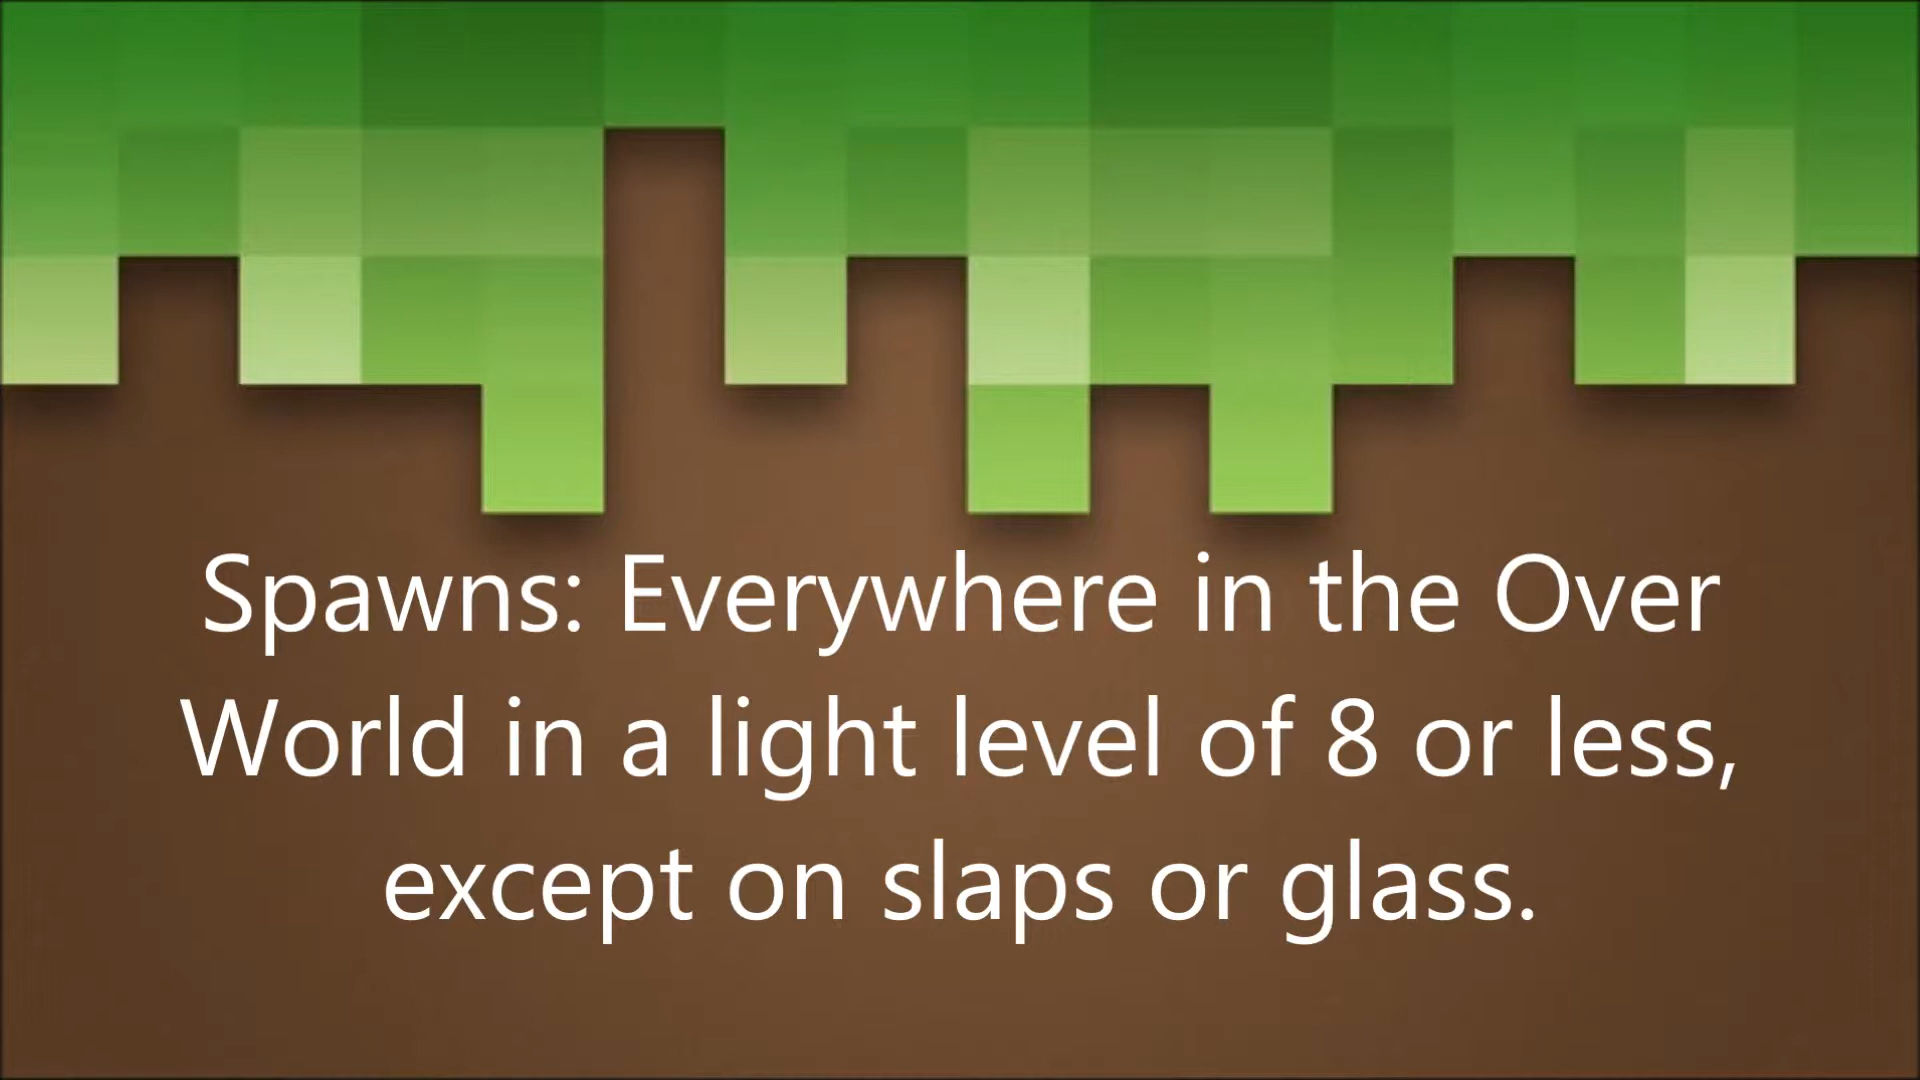 Spawns: Everywhere in the Over
World in a light level of 8 or less,
except on slaps or glass.